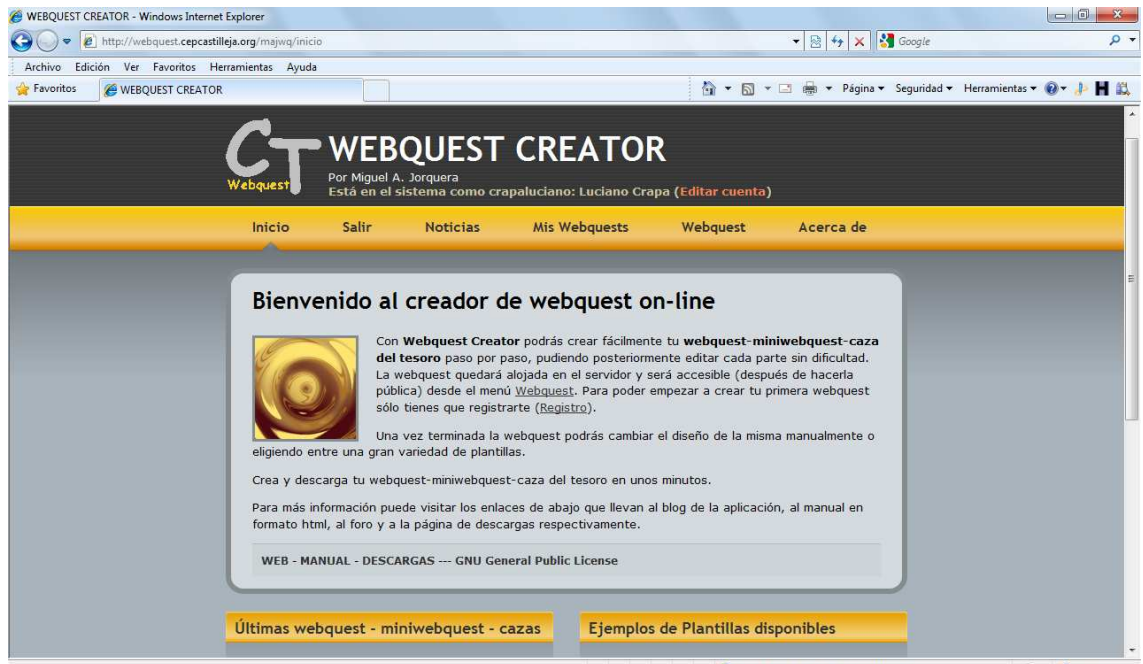 WEBQUEST CREATOR - Windows Internet Explorer
http://webquest.cepcastilleja.org/majwq/inicio
Google
Archivo Edición Ver Favoritos Herramientas Ayuda
Favoritos WEBQUEST CREATOR Página Seguridad Herramientas
CT
Webquest
WEBQUEST CREATOR
Por Miguel A. Jorquera
Está en el sistema como crapaluciano: Luciano Crapa (Editar cuenta)
Inicio Salir Noticias Mis Webquests Webquest Acerca de
Bienvenido al creador de webquest on-line
Con Webquest Creator podrás crear fácilmente tu webquest-miniwebquest-caza
del tesoro paso por paso, pudiendo posteriormente editar cada parte sin dificultad.
La webquest quedará alojada en el servidor y será accesible (después de hacerla
pública) desde el menú Webquest. Para poder empezar a crear tu primera webquest
sólo tienes que registrarte (Registro).
Una vez terminada la webquest podrás cambiar el diseño de la misma manualmente o
eligiendo entre una gran variedad de plantillas.
Crea y descarga tu webquest-miniwebquest-caza del tesoro en unos minutos.
Para más información puede visitar los enlaces de abajo que llevan al blog de la aplicación, al manual en
formato html, al foro y a la página de descargas respectivamente.
WEB - MANUAL - DESCARGAS --- GNU General Public License
Últimas webquest - miniwebquest - cazas
Ejemplos de Plantillas disponibles